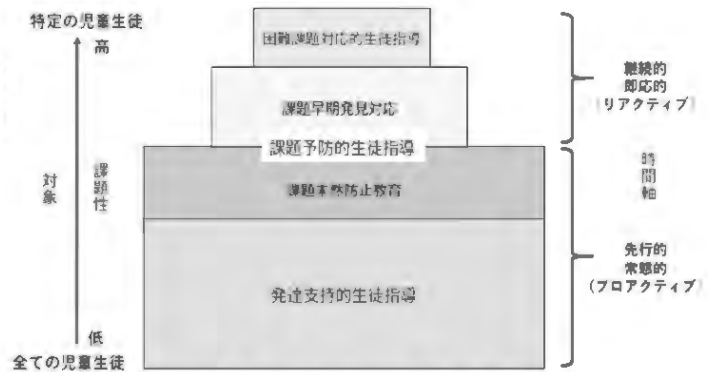 特定の児童生徒
高
対象
課題性
低
全ての児童生徒
困難課題対応的生徒指導
課題早期発見対応
課題予防的生徒指導
課題未然防止教育
発達支持的生徒指導
継続的
即応的
(リアクティブ)
時間軸
先行的
常態的
(プロアクティブ)